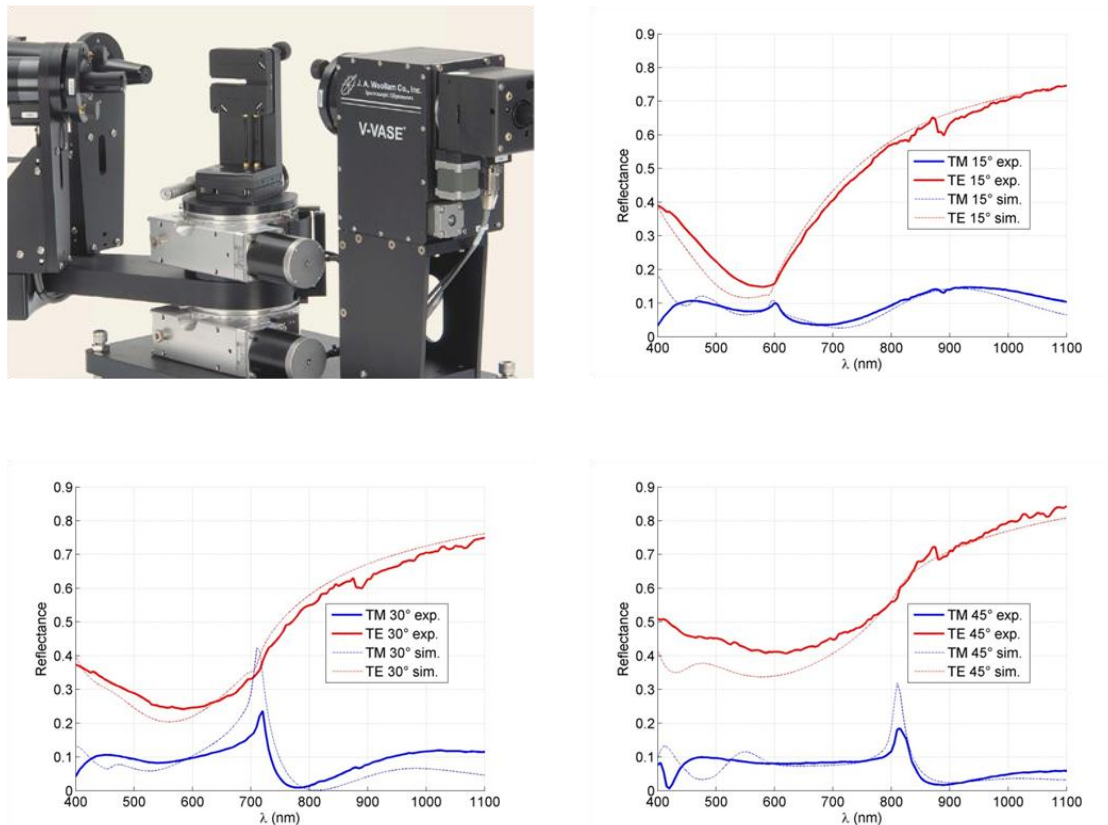 J. A. Woollam Co., Inc.
Spectroscopic Ellipsometers
V-VASE®
0.9
0.8
0.7
0.6
0.5
0.4
0.3
0.2
0.1
0
Reflectance
TM 15° exp.
TE 15° exp.
TM 15° sim.
TE 15° sim.
400 500 600 700 800 900 1000 1100
λ (nm)
0.9
0.8
0.7
0.6
0.5
0.4
0.3
0.2
0.1
0
Reflectance
TM 30° exp.
TE 30° exp.
TM 30° sim.
TE 30° sim.
400 500 600 700 800 900 1000 1100
λ (nm)
0.9
0.8
0.7
0.6
0.5
0.4
0.3
0.2
0.1
0
Reflectance
TM 45° exp.
TE 45° exp.
TM 45° sim.
TE 45° sim.
400 500 600 700 800 900 1000 1100
λ (nm)